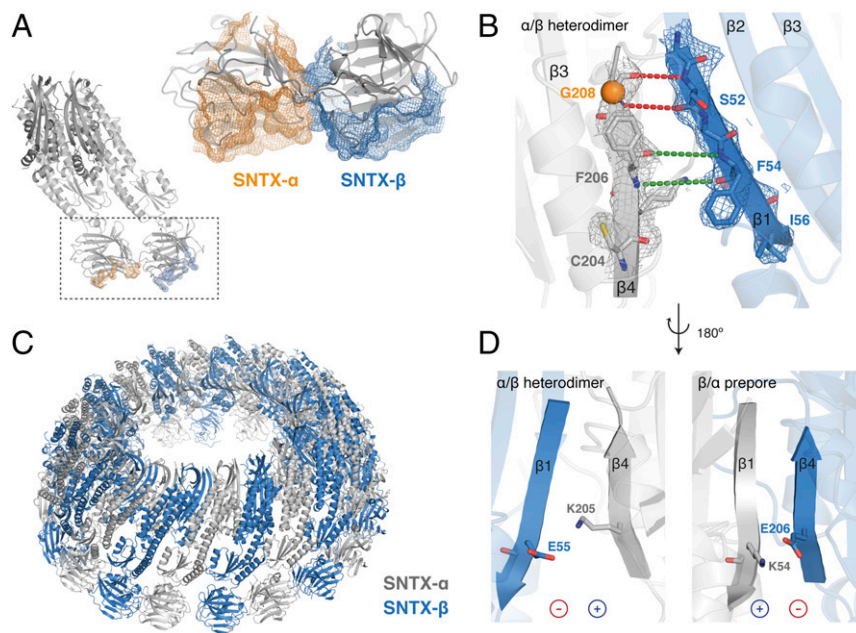 A
SNTX-α
SNTX-β
B
α/β heterodimer
β2
β3
β3
G208
S52
F54
F206
I56
β1
C204
β4
180º
C
SNTX-α
SNTX-β
D
α/β heterodimer
β/α prepore
β1
β4
β1
β4
K205
E55
E206
K54
− +
+ −